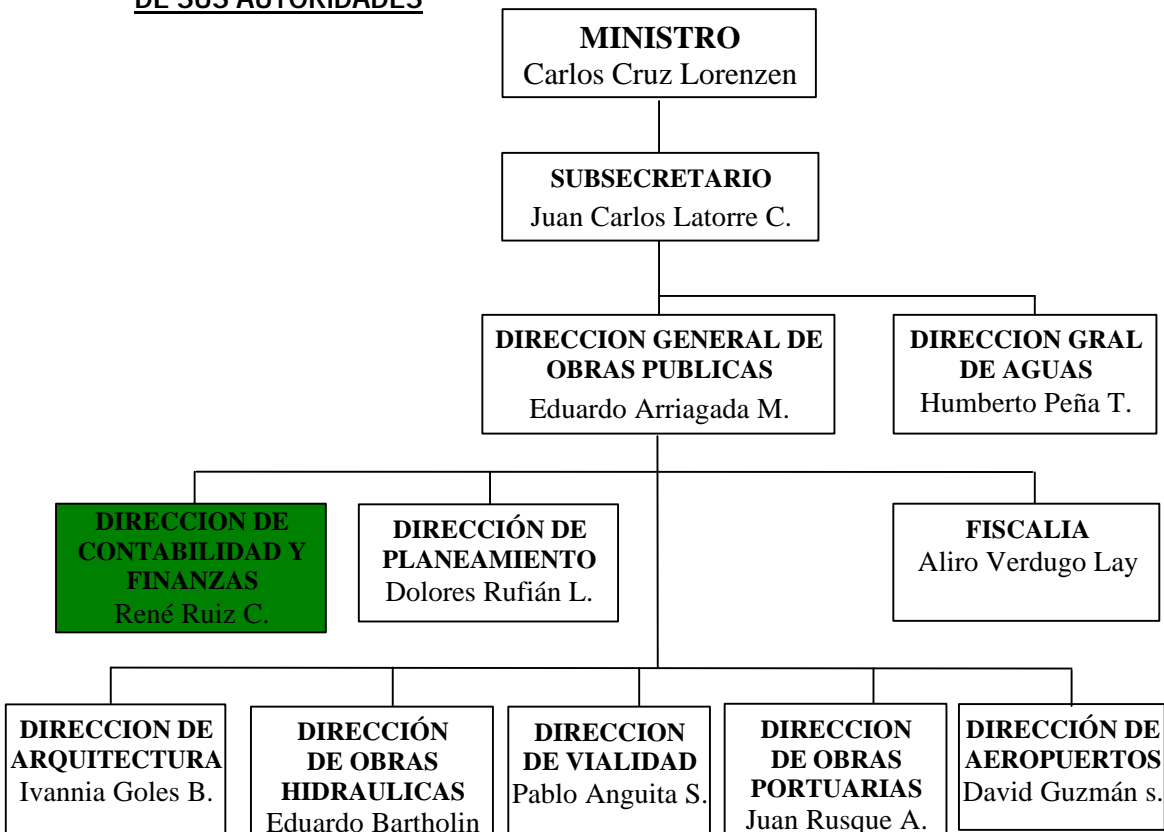 DE SUS AUTORIDADES
MINISTRO
Carlos Cruz Lorenzen
SUBSECRETARIO
Juan Carlos Latorre C.
DIRECCION GENERAL DE
OBRAS PUBLICAS
Eduardo Arriagada M.
DIRECCION GRAL
DE AGUAS
Humberto Peña T.
DIRECCION DE
CONTABILIDAD Y
FINANZAS
René Ruiz C.
DIRECCIÓN DE
PLANEAMIENTO
Dolores Rufián L.
FISCALIA
Aliro Verdugo Lay
DIRECCION DE
ARQUITECTURA
Ivannia Goles B.
DIRECCIÓN
DE OBRAS
HIDRAULICAS
Eduardo Bartholin
DIRECCION
DE VIALIDAD
Pablo Anguita S.
DIRECCION
DE OBRAS
PORTUARIAS
Juan Rusque A.
DIRECCIÓN DE
AEROPUERTOS
David Guzmán s.